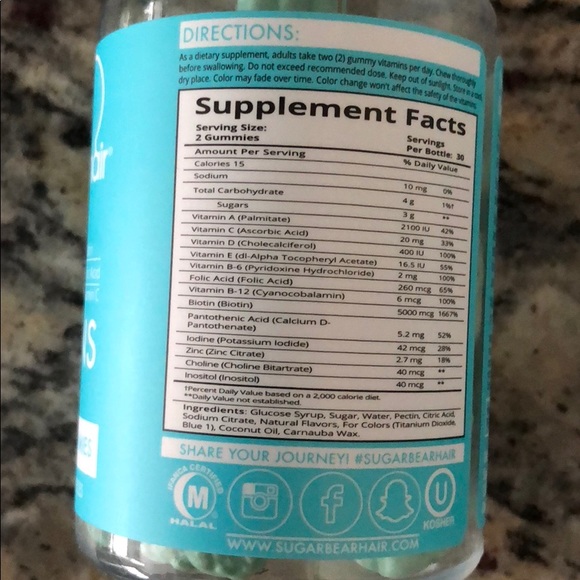 DIRECTIONS:
As a dietary supplement, adults take two (2) gummy vitamins per day. Chew thoroughly
before swallowing. Do not exceed recommended dose. Keep out of sunlight. Store in a cool,
dry place. Color may fade over time. Color change won't affect the safety of the vitamins.
Supplement Facts
Serving Size:
2 Gummies
Servings
Per Bottle: 30
Amount Per Serving % Daily Value
Calories 15
Sodium 10 mg 0%
Total Carbohydrate 4 g 1%†
Sugars 3 g **
Vitamin A (Palmitate) 2100 IU 42%
Vitamin C (Ascorbic Acid) 20 mg 33%
Vitamin D (Cholecalciferol) 400 IU 100%
Vitamin E (dl-Alpha Tocopheryl Acetate) 16.5 IU 55%
Vitamin B-6 (Pyridoxine Hydrochloride) 2 mg 100%
Folic Acid (Folic Acid) 260 mcg 65%
Vitamin B-12 (Cyanocobalamin) 6 mcg 100%
Biotin (Biotin) 5000 mcg 1667%
Pantothenic Acid (Calcium D-
Pantothenate) 5.2 mg 52%
Iodine (Potassium Iodide) 42 mcg 28%
Zinc (Zinc Citrate) 2.7 mg 18%
Choline (Choline Bitartrate) 40 mcg **
Inositol (Inositol) 40 mcg **
†Percent Daily Value based on a 2,000 calorie diet.
**Daily Value not established.
Ingredients: Glucose Syrup, Sugar, Water, Pectin, Citric Acid,
Sodium Citrate, Natural Flavors, For Colors (Titanium Dioxide,
Blue 1), Coconut Oil, Carnauba Wax.
SHARE YOUR JOURNEY! #SUGARBEARHAIR
CERTIFIED
M
HALAL
f
U
KOSHER
WWW.SUGARBEARHAIR.COM